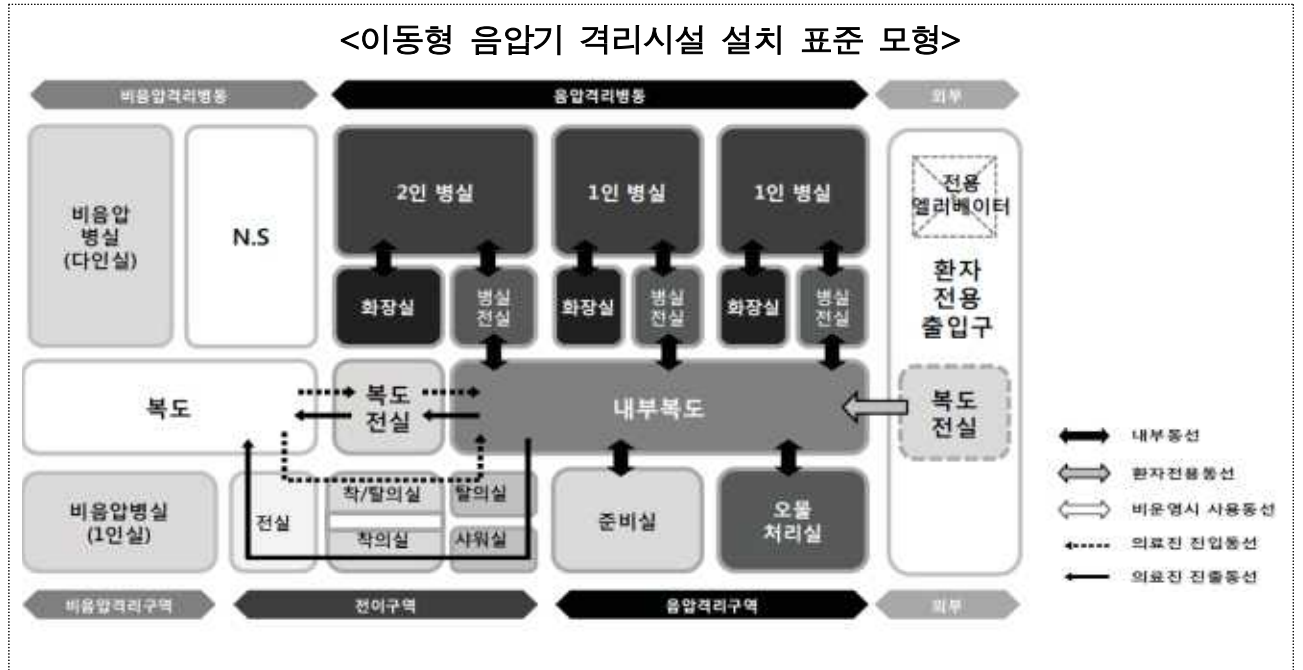 <이동형 음압기 격리시설 설치 표준 모형>
비음압격리병동
음압격리병동
외부
비음압
병실
(다인실)
N.S
2인 병실
1인 병실
1인 병실
전용
엘리베이터
화장실
병실
전실
화장실
병실
전실
화장실
병실
전실
환자
전용
출입구
복도
복도
전실
내부복도
복도
전실
비음압병실
(1인실)
전실
착/탈의실
착의실
탈의실
샤워실
준비실
오물
처리실
내부동선
환자전용동선
비운영시 사용동선
의료진 진입동선
의료진 진출동선
비음압격리구역
전이구역
음압격리구역
외부